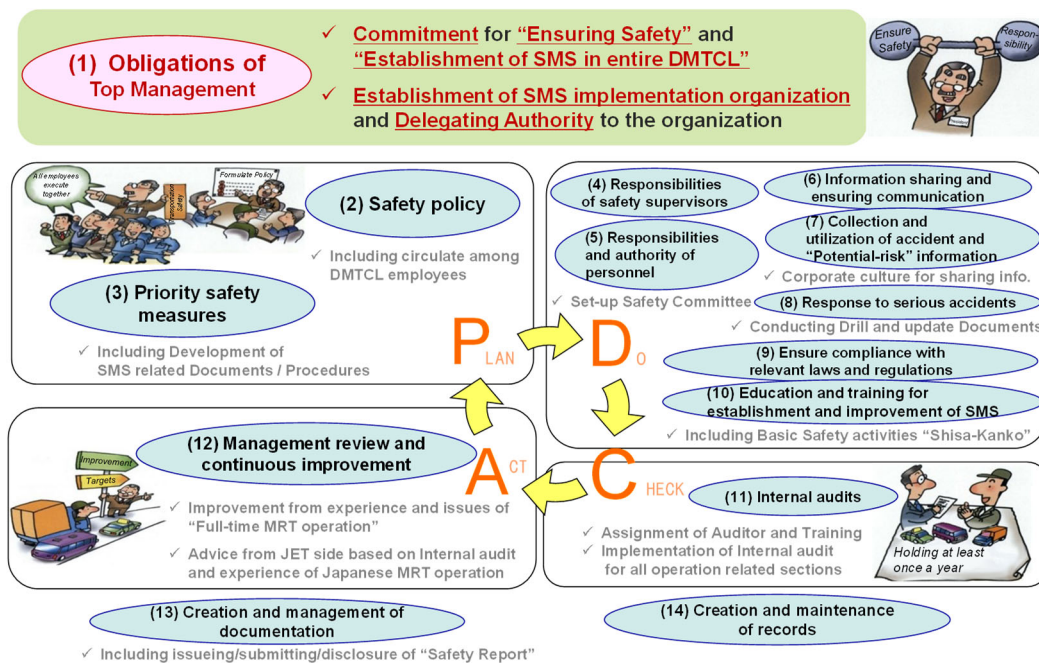 (1) Obligations of
Top Management
✓ Commitment for “Ensuring Safety” and
“Establishment of SMS in entire DMTCL”
✓ Establishment of SMS implementation organization
and Delegating Authority to the organization
Ensure
Safety
Respon-
sibility
President
All employees
execute
together
Transportation
Safety
Formulate Policy
(2) Safety policy
✓ Including circulate among
DMTCL employees
(3) Priority safety
measures
✓ Including Development of
SMS related Documents / Procedures
PLAN
(4) Responsibilities
of safety supervisors
(5) Responsibilities
and authority of
personnel
✓ Set-up Safety Committee
(6) Information sharing and
ensuring communication
(7) Collection and
utilization of accident and
“Potential-risk” information
✓ Corporate culture for sharing info.
(8) Response to serious accidents
✓ Conducting Drill and update Documents
(9) Ensure compliance with
relevant laws and regulations
(10) Education and training for
establishment and improvement of SMS
✓ Including Basic Safety activities “Shisa-Kanko”
DO
CHECK
(11) Internal audits
✓ Assignment of Auditor and Training
✓ Implementation of Internal audit
for all operation related sections
Holding at least
once a year
ACT
(12) Management review and
continuous improvement
Improvement
Targets
✓ Improvement from experience and issues of
“Full-time MRT operation”
✓ Advice from JET side based on Internal audit
and experience of Japanese MRT operation
(13) Creation and management of
documentation
✓ Including issueing/submitting/disclosure of “Safety Report”
(14) Creation and maintenance
of records